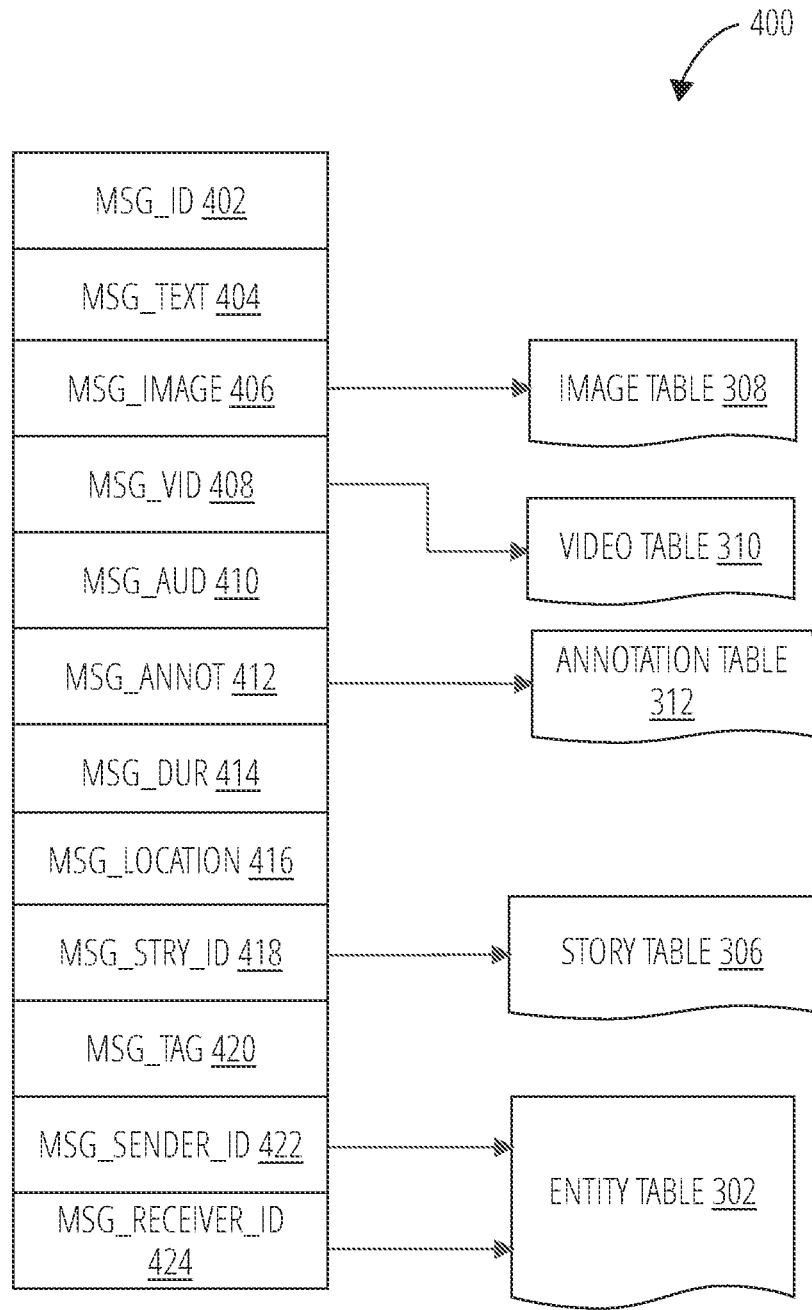 400
MSG_ID 402
MSG_TEXT 404
MSG_IMAGE 406
IMAGE TABLE 308
MSG_VID 408
VIDEO TABLE 310
MSG_AUD 410
MSG_ANNOT 412
ANNOTATION TABLE
312
MSG_DUR 414
MSG_LOCATION 416
MSG_STRY_ID 418
STORY TABLE 306
MSG_TAG 420
MSG_SENDER_ID 422
ENTITY TABLE 302
MSG_RECEIVER_ID
424